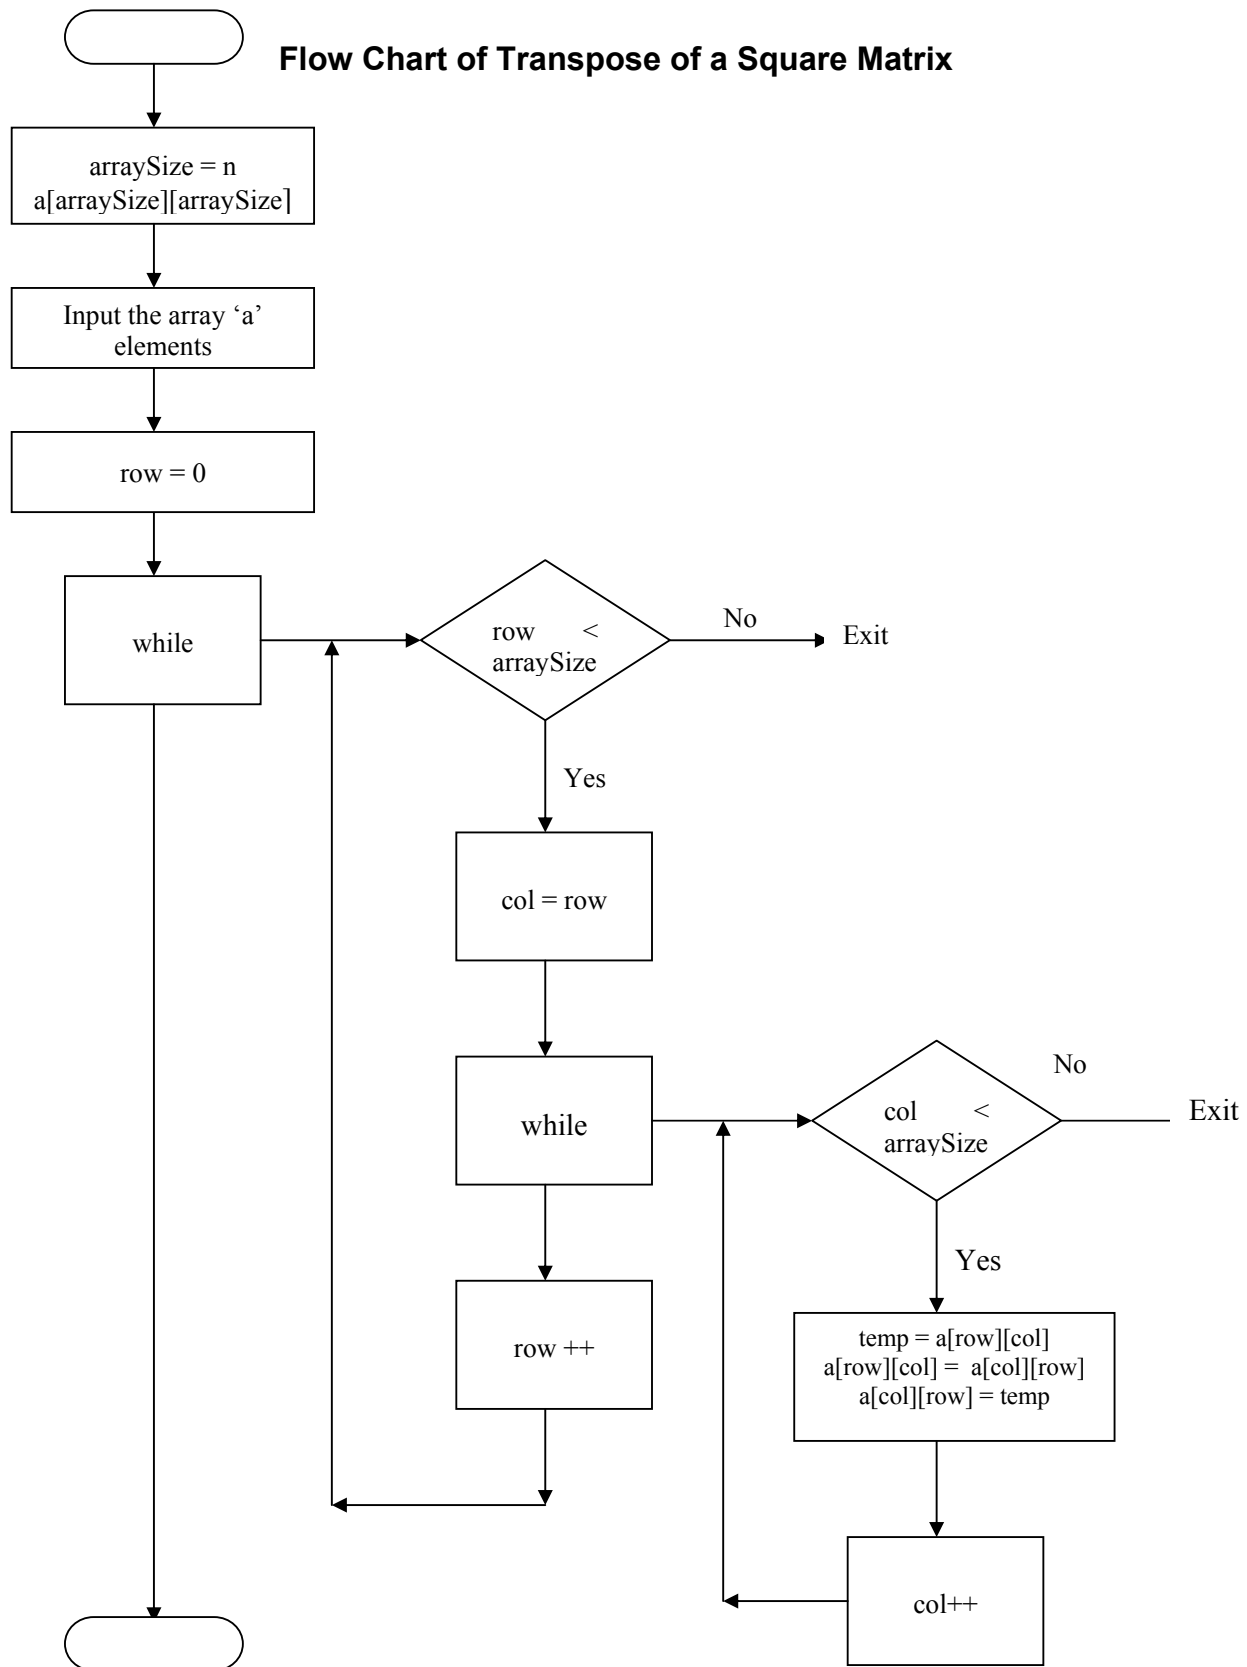 Flow Chart of Transpose of a Square Matrix
arraySize = n
a[arraySize][arraySize]
Input the array ‘a’
elements
row = 0
while
row <
arraySize
No
Exit
Yes
col = row
while
col <
arraySize
No
Exit
Yes
row ++
temp = a[row][col]
a[row][col] = a[col][row]
a[col][row] = temp
col++